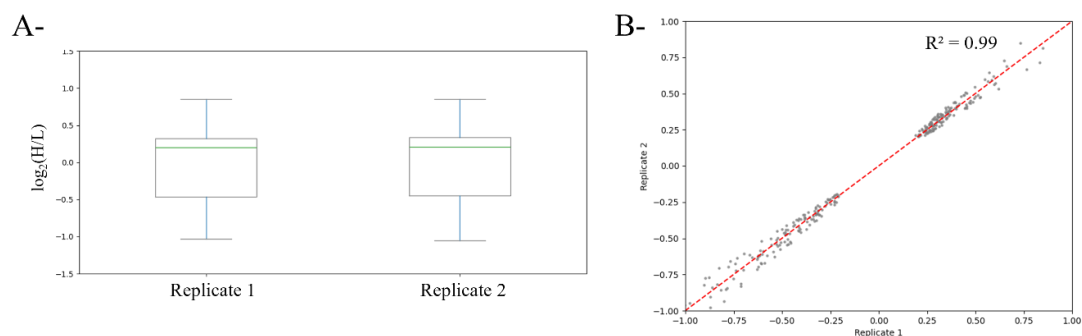 A-
1.5
1.0
0.5
0.0
−0.5
−1.0
−1.5
log₂(H/L)
Replicate 1
Replicate 2
B-
R² = 0.99
1.00
0.75
0.50
0.25
0.00
−0.25
−0.50
−0.75
−1.00
Replicate 2
−1.00 −0.75 −0.50 −0.25 0.00 0.25 0.50 0.75 1.00
Replicate 1